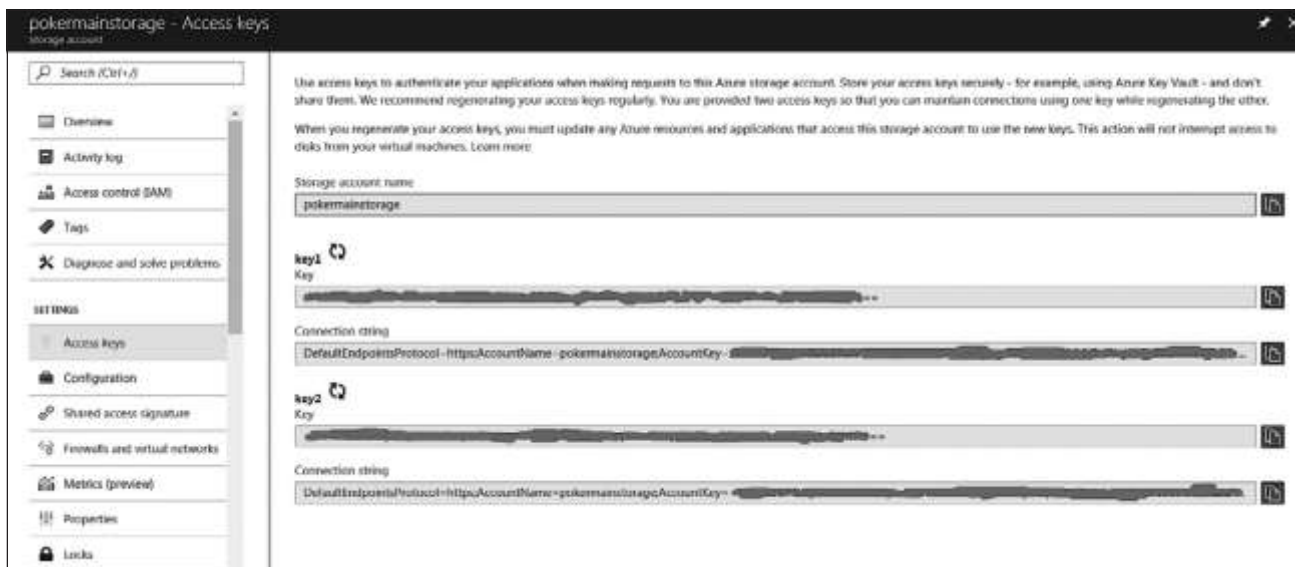 pokermainstorage - Access keys
Storage account
Search (Ctrl+/)
Overview
Activity log
Access control (IAM)
Tags
Diagnose and solve problems
SETTINGS
Access keys
Configuration
Shared access signature
Firewalls and virtual networks
Metrics (preview)
Properties
Locks
Use access keys to authenticate your applications when making requests to this Azure storage account. Store your access keys securely - for example, using Azure Key Vault - and don't
share them. We recommend regenerating your access keys regularly. You are provided two access keys so that you can maintain connections using one key while regenerating the other.
When you regenerate your access keys, you must update any Azure resources and applications that access this storage account to use the new keys. This action will not interrupt access to
disks from your virtual machines. Learn more
Storage account name
pokermainstorage
key1
Key
==
Connection string
DefaultEndpointsProtocol=https;AccountName=pokermainstorage;AccountKey=
key2
Key
==
Connection string
DefaultEndpointsProtocol=https;AccountName=pokermainstorage;AccountKey=